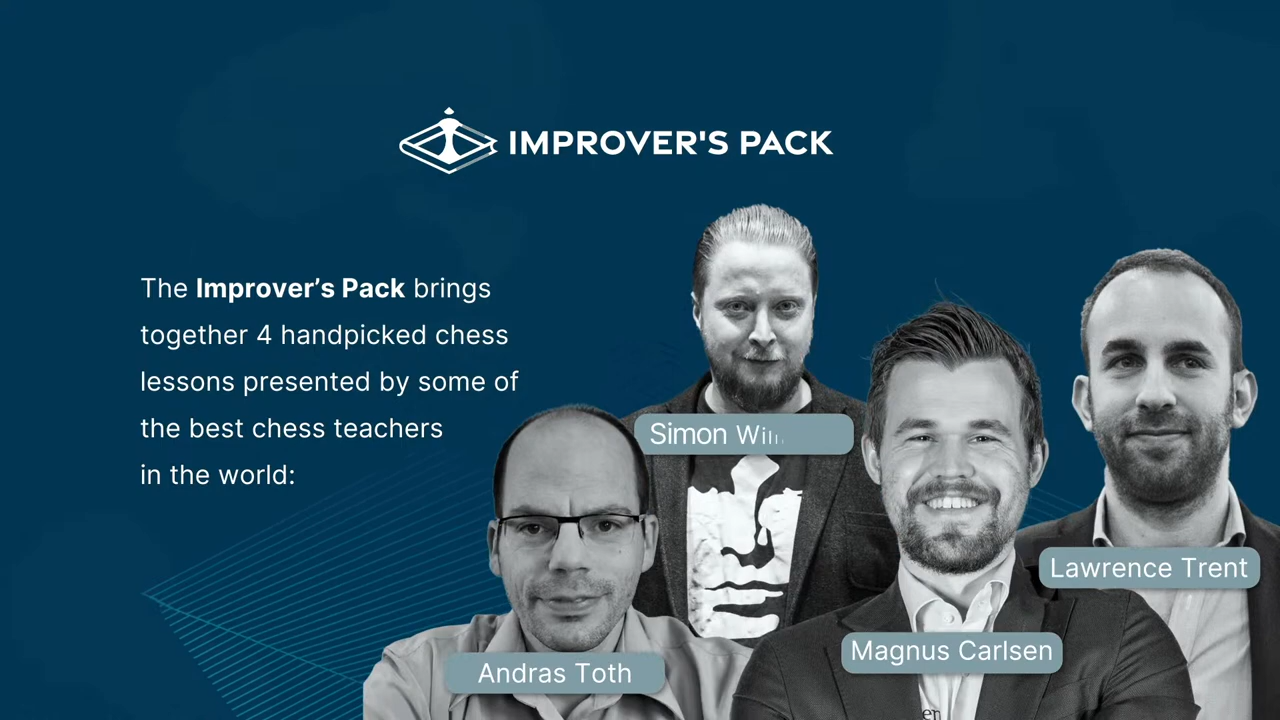 IMPROVER'S PACK
The Improver’s Pack brings
together 4 handpicked chess
lessons presented by some of
the best chess teachers
in the world:
Simon
Lawrence Trent
Magnus Carlsen
Andras Toth